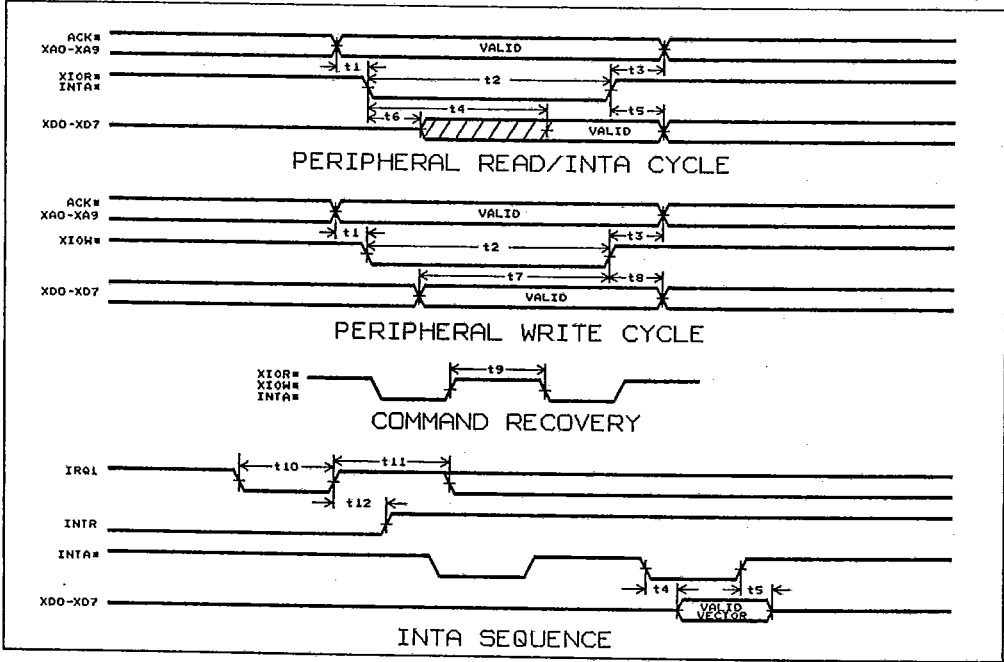 ACK#
XA0-XA9
VALID
t1
t2
t3
XIOR#
INTA#
t4
t6
t5
XD0-XD7
VALID
PERIPHERAL READ/INTA CYCLE
ACK#
XA0-XA9
VALID
t1
t2
t3
XIOW#
t7
t8
XD0-XD7
VALID
PERIPHERAL WRITE CYCLE
XIOR#
XIOW#
INTA#
t9
COMMAND RECOVERY
IRQi
t10
t11
t12
INTR
INTA#
t4
t5
XD0-XD7
VALID
VECTOR
INTA SEQUENCE